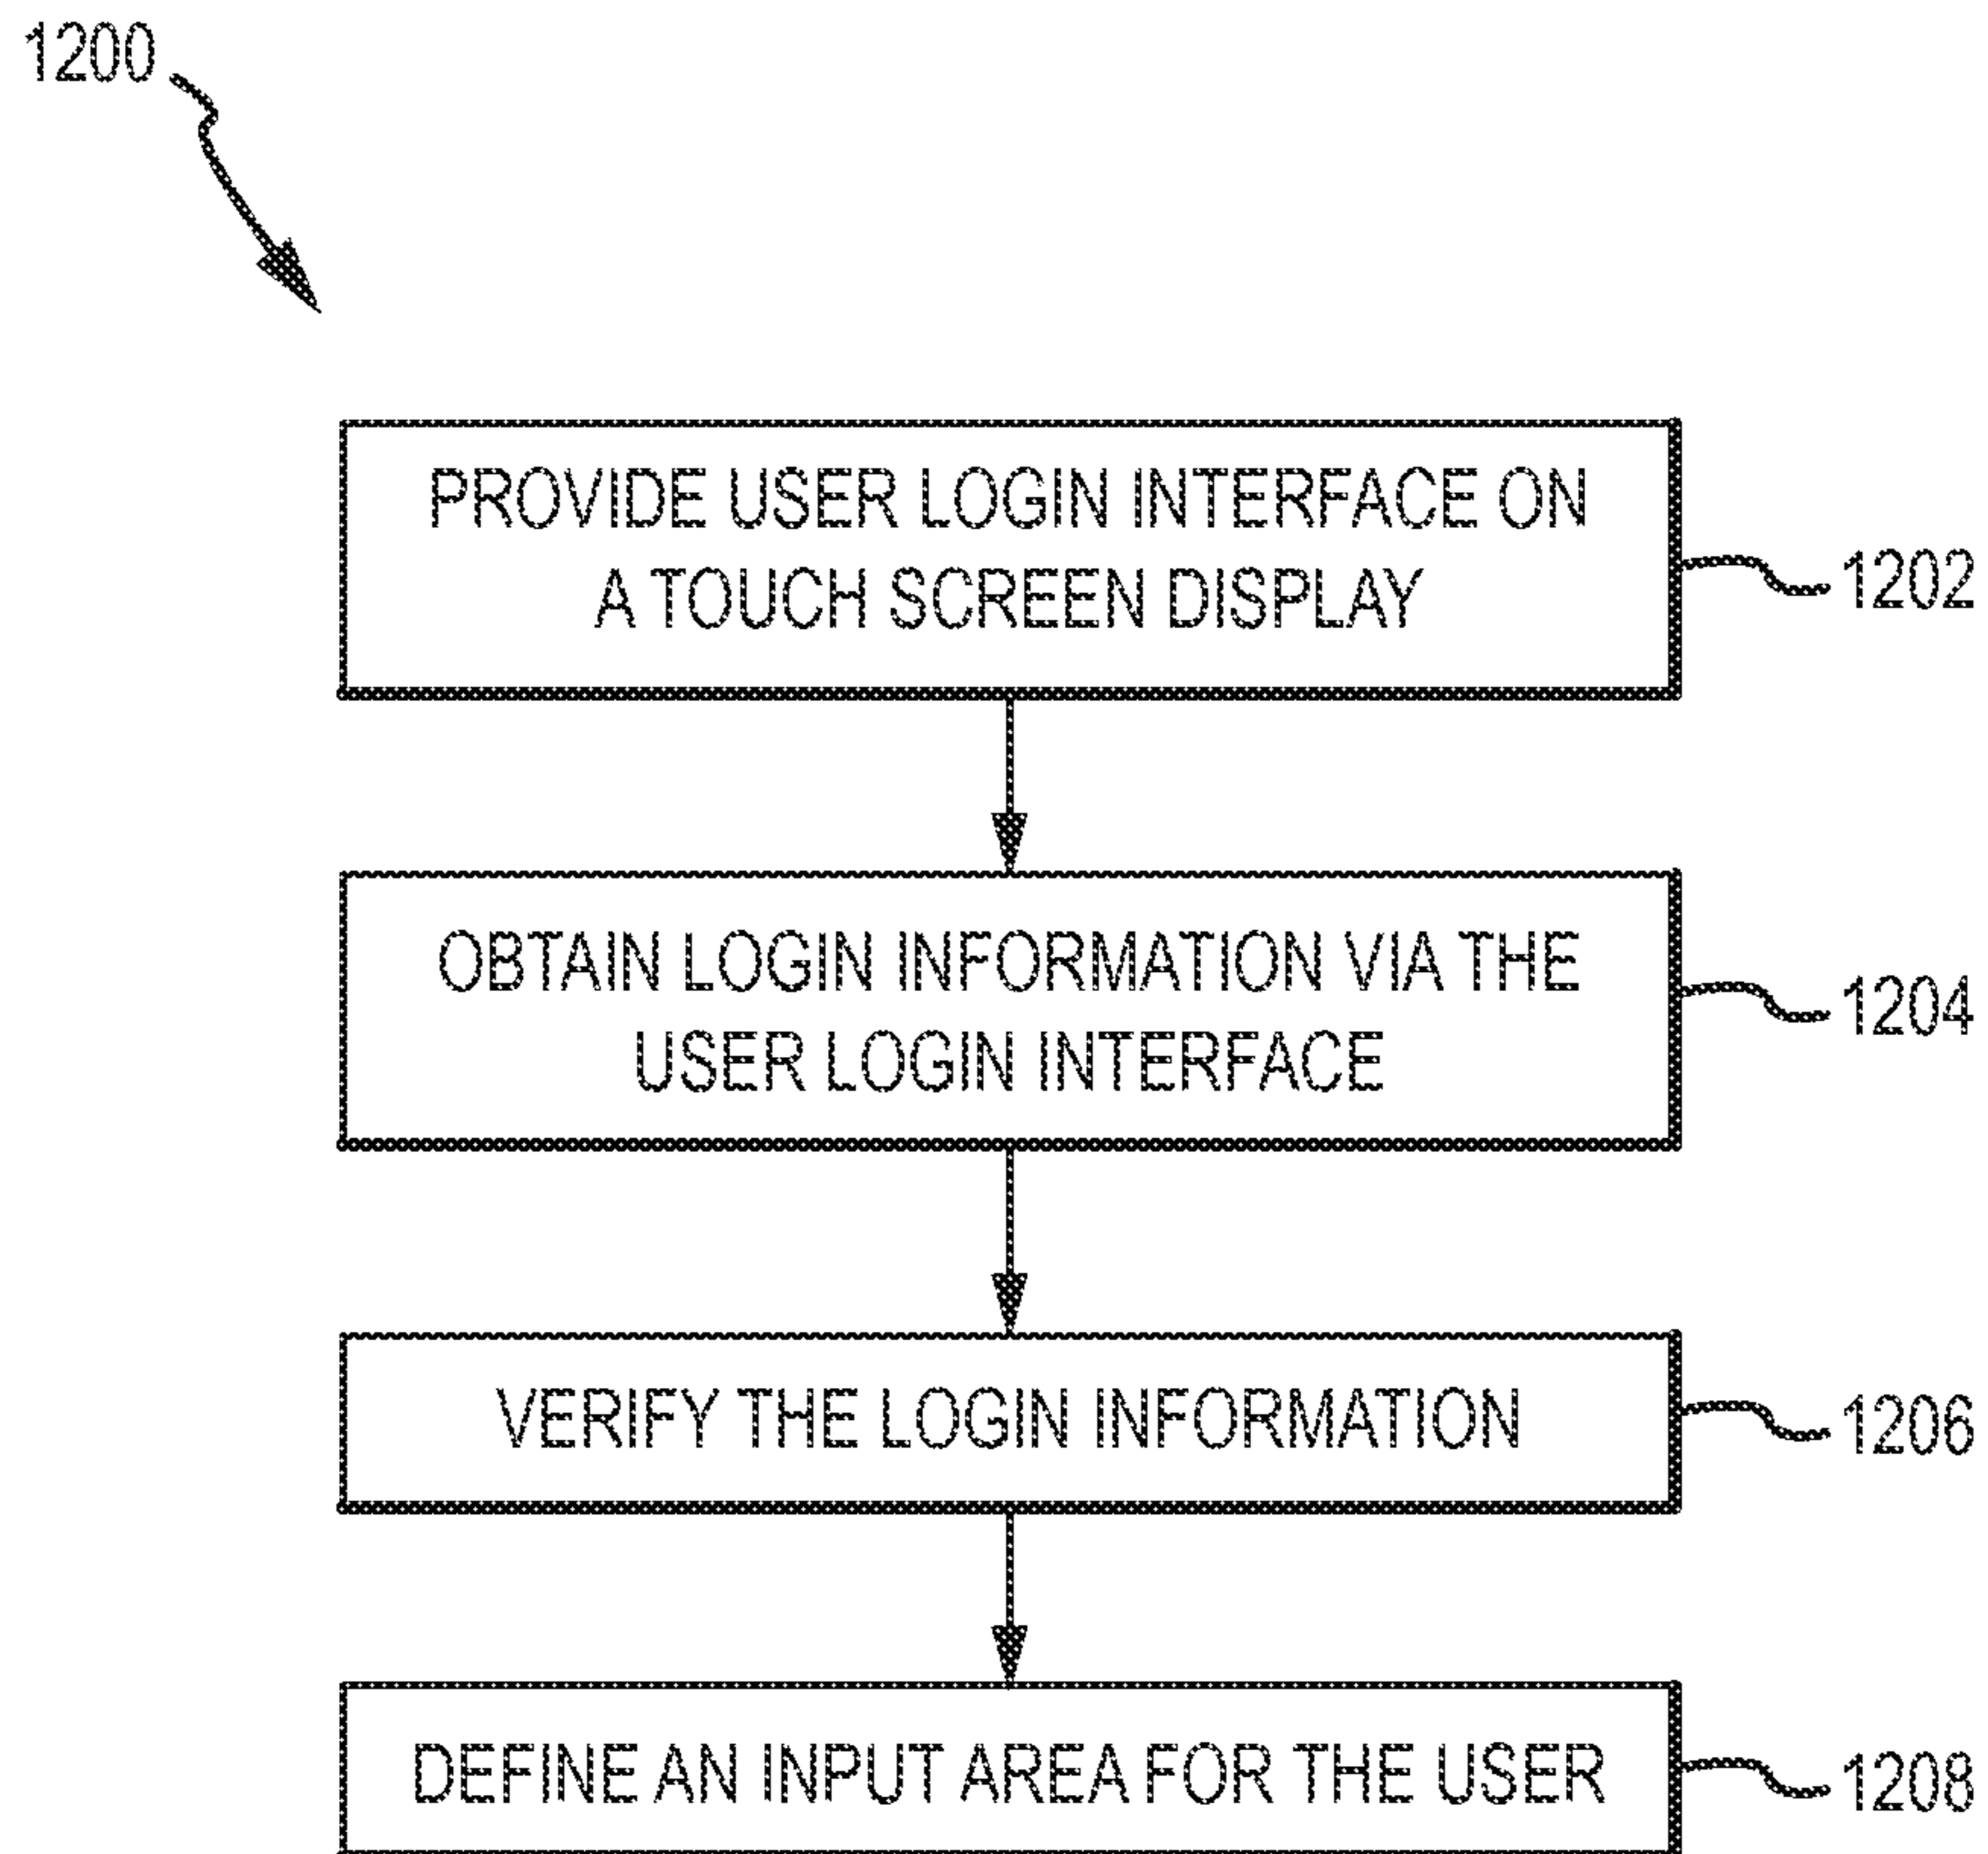 1200
PROVIDE USER LOGIN INTERFACE ON
A TOUCH SCREEN DISPLAY
1202
OBTAIN LOGIN INFORMATION VIA THE
USER LOGIN INTERFACE
1204
VERIFY THE LOGIN INFORMATION
1206
DEFINE AN INPUT AREA FOR THE USER
1208